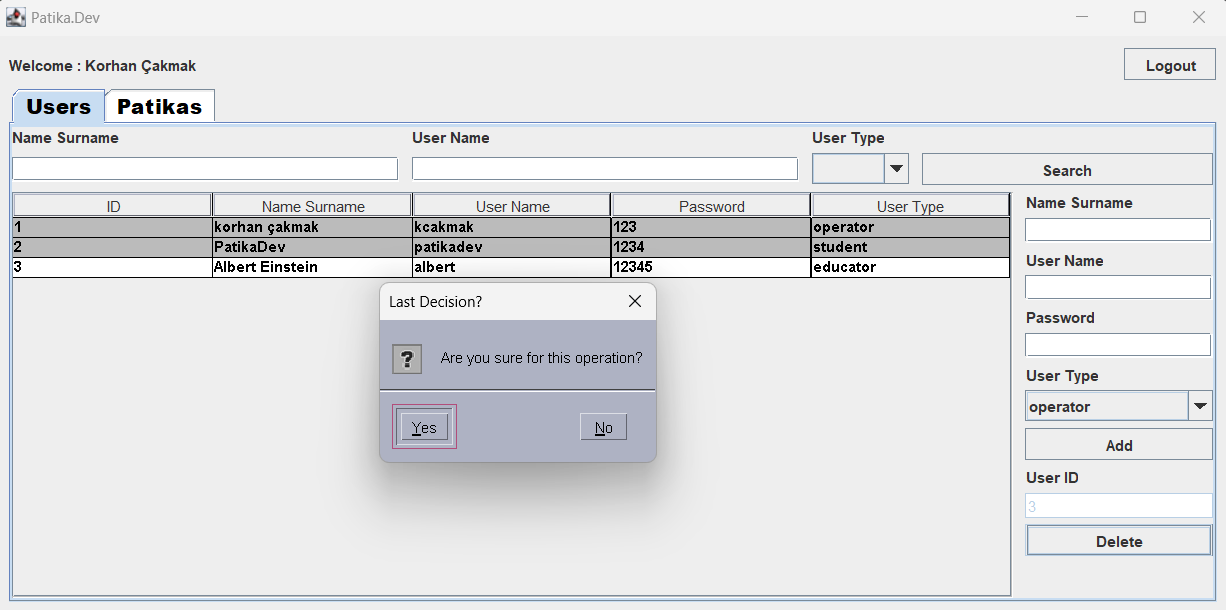 Patika.Dev
Welcome : Korhan Çakmak
Logout
Users Patikas
Name Surname User Name User Type
Search
ID Name Surname User Name Password User Type
1 korhan çakmak kcakmak 123 operator
2 PatikaDev patikadev 1234 student
3 Albert Einstein albert 12345 educator
Last Decision?
? Are you sure for this operation?
Yes No
Name Surname
User Name
Password
User Type
operator
Add
User ID
3
Delete